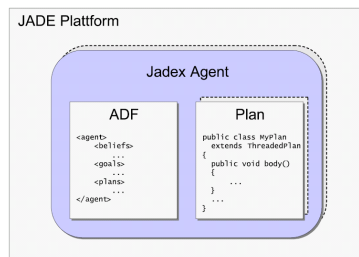 JADE Plattform
Jadex Agent
ADF
<agent>
<beliefs>
...
<goals>
...
<plans>
...
</agent>
Plan
public class MyPlan
extends ThreadedPlan
{
public void body()
{
...
}
...
}